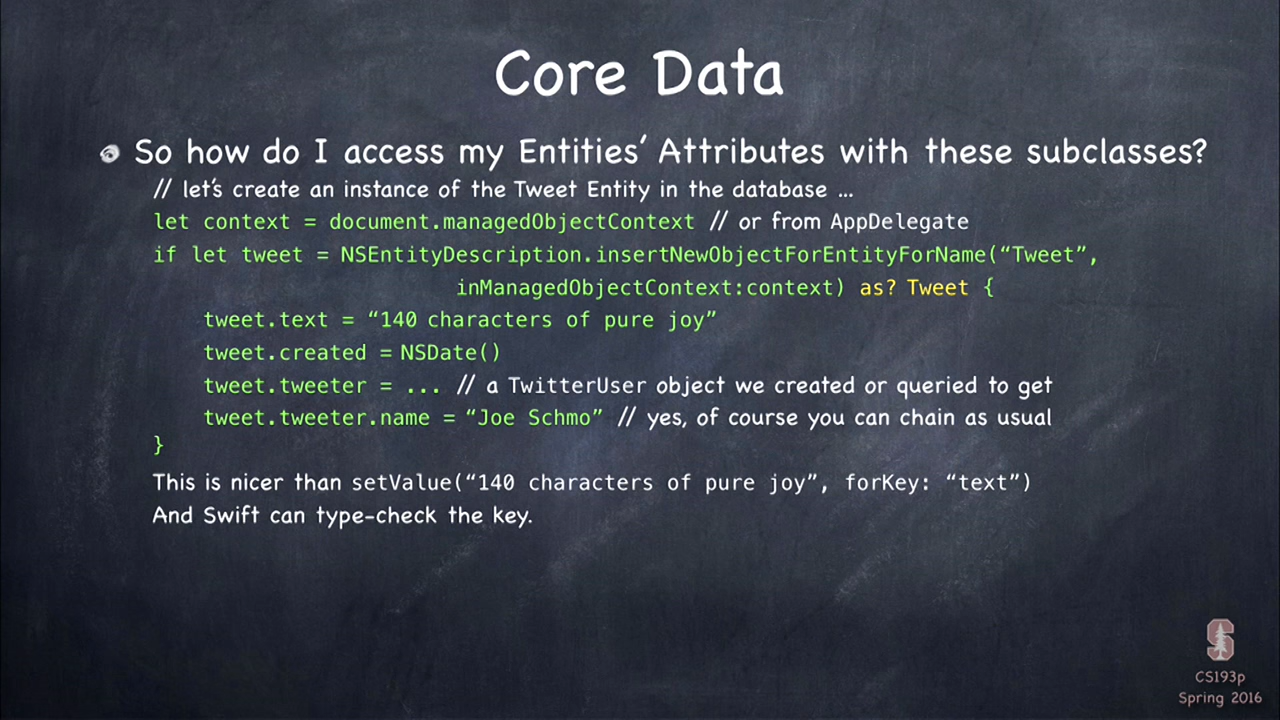 Core Data
So how do I access my Entities’ Attributes with these subclasses?
// let’s create an instance of the Tweet Entity in the database ...
let context = document.managedObjectContext // or from AppDelegate
if let tweet = NSEntityDescription.insertNewObjectForEntityForName(“Tweet”,
inManagedObjectContext:context) as? Tweet {
tweet.text = “140 characters of pure joy”
tweet.created = NSDate()
tweet.tweeter = ... // a TwitterUser object we created or queried to get
tweet.tweeter.name = “Joe Schmo” // yes, of course you can chain as usual
}
This is nicer than setValue(“140 characters of pure joy”, forKey: “text”)
And Swift can type-check the key.
S
CS193p
Spring 2016